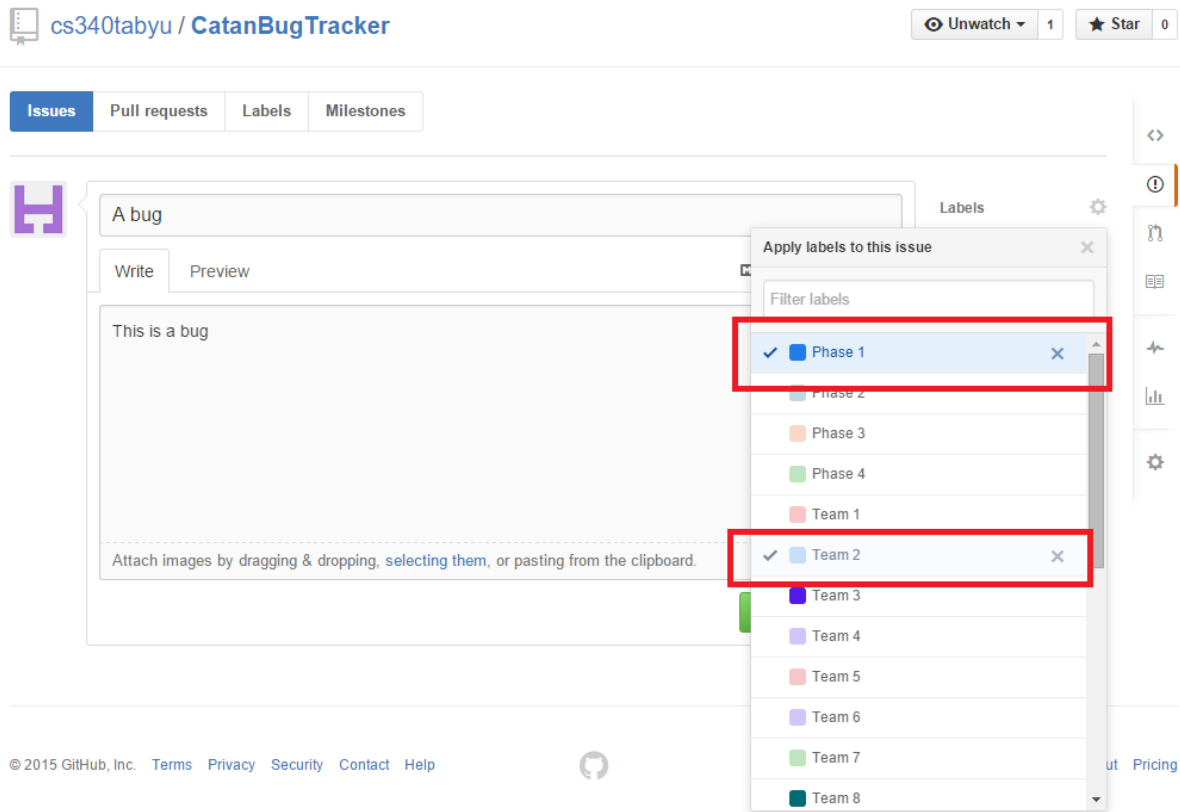 cs340tabyu / CatanBugTracker
Unwatch 1 Star 0
Issues Pull requests Labels Milestones
A bug
Labels
Apply labels to this issue
Write Preview
Filter labels
This is a bug
Phase 1
Phase 2
Phase 3
Phase 4
Team 1
Attach images by dragging & dropping, selecting them, or pasting from the clipboard.
Team 2
Team 3
Team 4
Team 5
Team 6
Team 7
Team 8
© 2015 GitHub, Inc. Terms Privacy Security Contact Help
Pricing